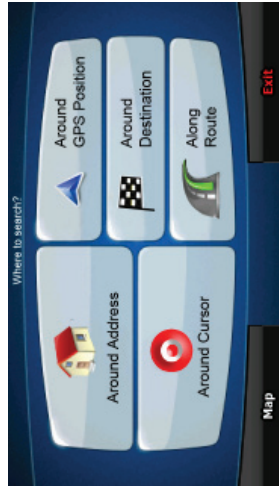 Where to search?
Around Address
Around
GPS Position
Around
Destination
Around Cursor
Along
Route
Map
Exit